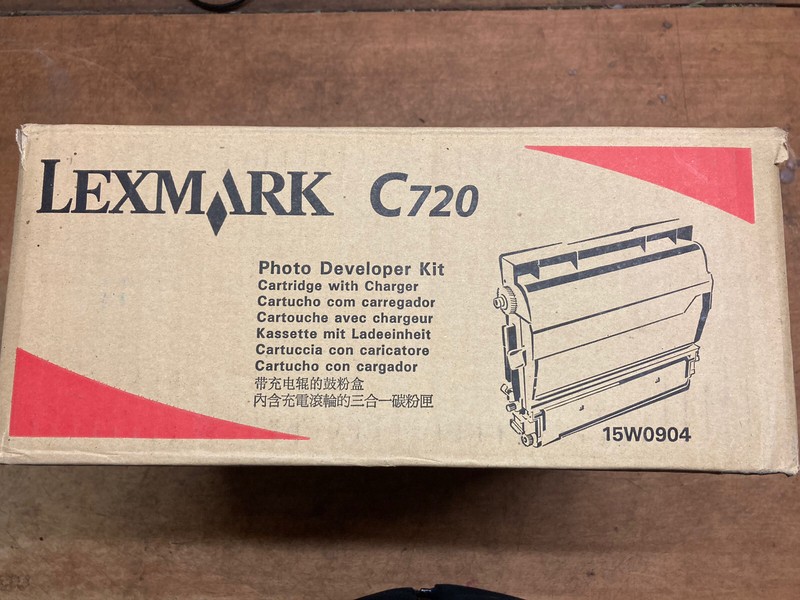 LEXMARK C720
Photo Developer Kit
Cartridge with Charger
Cartucho com carregador
Cartouche avec chargeur
Kassette mit Ladeeinheit
Cartuccia con caricatore
Cartucho con cargador
带充电辊的鼓粉盒
內含充電滾輪的三合一碳粉匣
15W0904